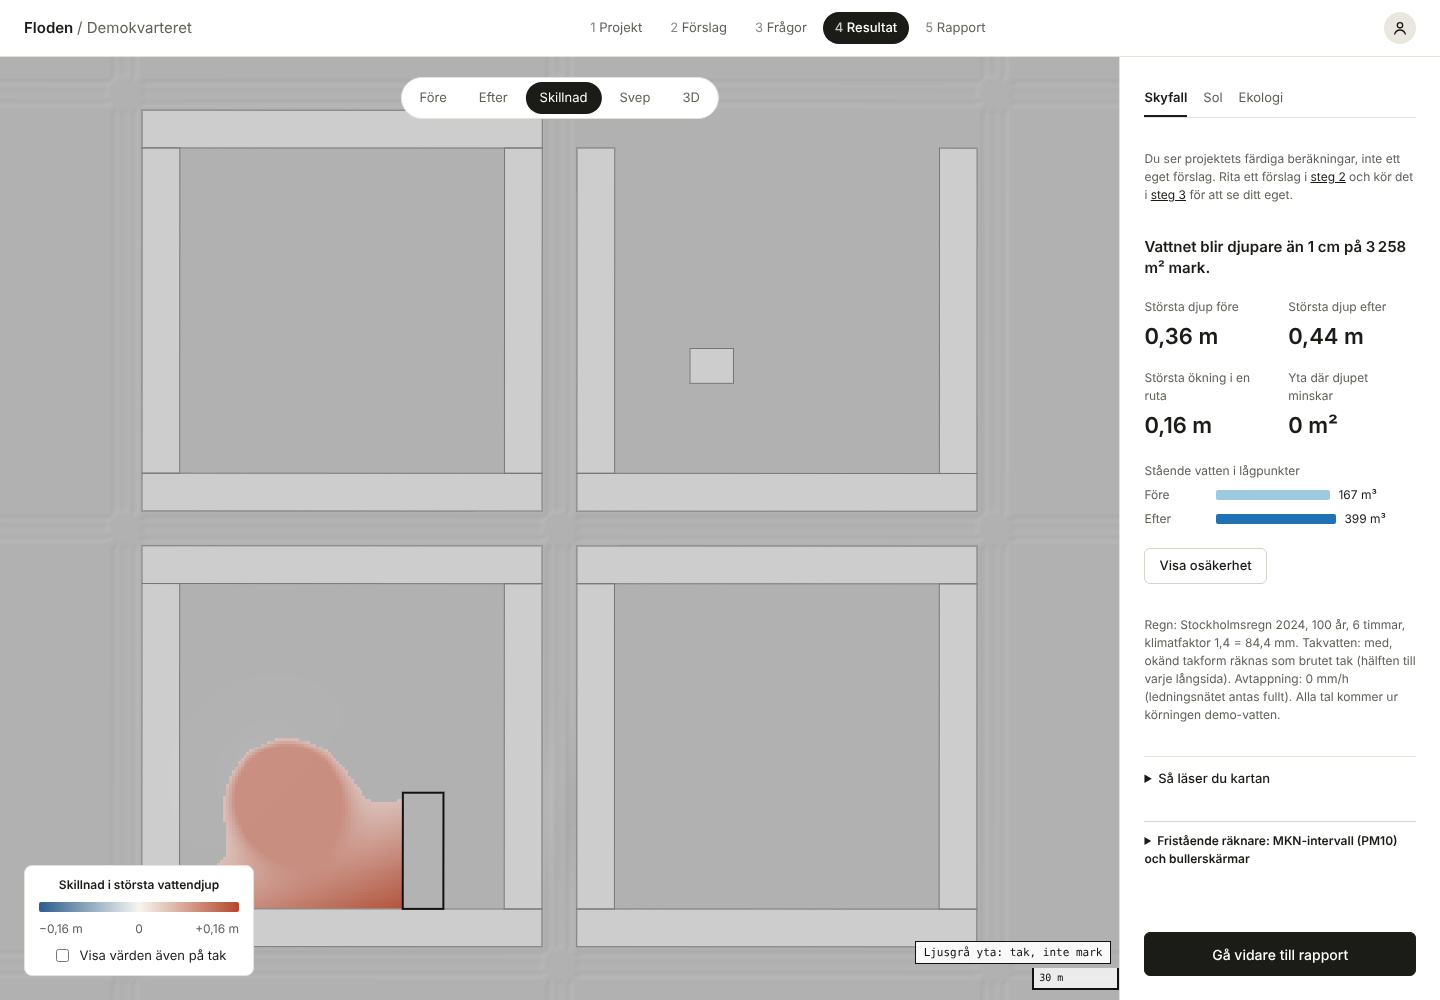 Floden / Demokvarteret
1 Projekt
2 Förslag
3 Frågor
4 Resultat
5 Rapport
Före
Efter
Skillnad
Svep
3D
Skyfall
Sol
Ekologi
Du ser projektets färdiga beräkningar, inte ett
eget förslag. Rita ett förslag i steg 2 och kör det
i steg 3 för att se ditt eget.
Vattnet blir djupare än 1 cm på 3 258
m² mark.
Största djup före
Största djup efter
0,36 m
0,44 m
Största ökning i en
ruta
Yta där djupet
minskar
0,16 m
0 m²
Stående vatten i lågpunkter
Före
167 m³
Efter
399 m³
Visa osäkerhet
Regn: Stockholmsregn 2024, 100 år, 6 timmar,
klimatfaktor 1,4 = 84,4 mm. Takvatten: med,
okänd takform räknas som brutet tak (hälften till
varje långsida). Avtappning: 0 mm/h
(ledningsnätet antas fullt). Alla tal kommer ur
körningen demo-vatten.
Så läser du kartan
Fristående räknare: MKN-intervall (PM10)
och bullerskärmar
Gå vidare till rapport
Skillnad i största vattendjup
−0,16 m
0
+0,16 m
Visa värden även på tak
Ljusgrå yta: tak, inte mark
30 m